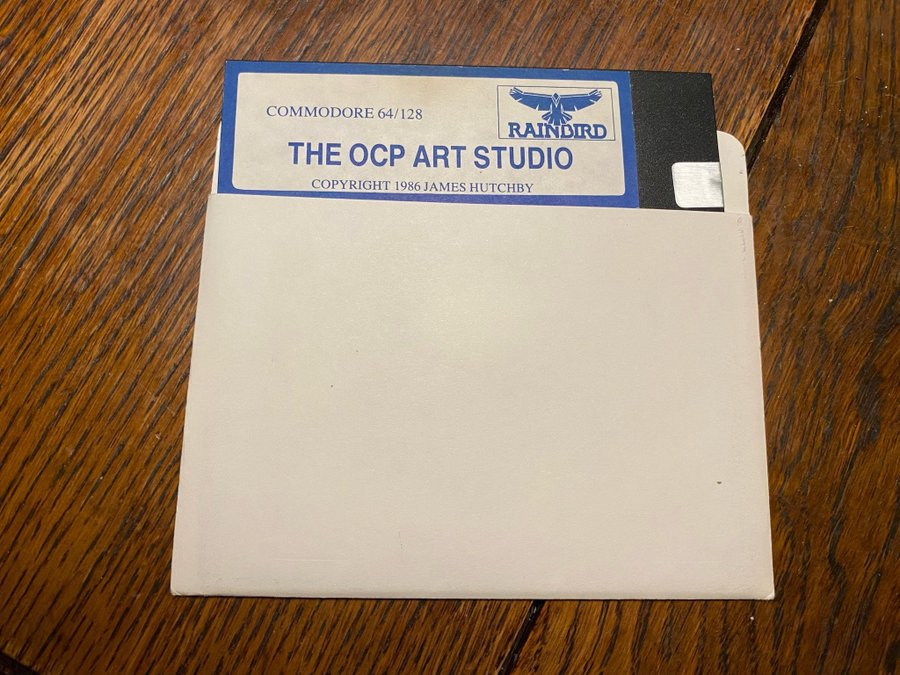 COMMODORE 64/128
RAINBIRD
THE OCP ART STUDIO
COPYRIGHT 1986 JAMES HUTCHBY